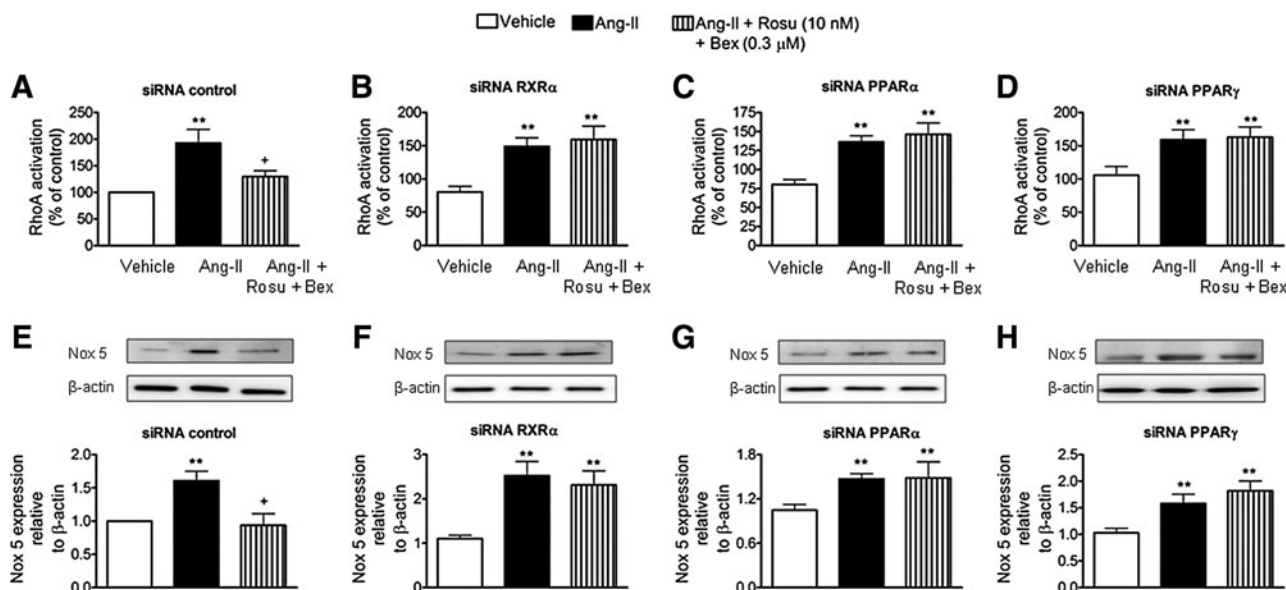 Vehicle
Ang-II
Ang-II + Rosu (10 nM)
+ Bex (0.3 μM)
A
siRNA control
RhoA activation
(% of control)
250
200
150
100
50
0
Vehicle
Ang-II
Ang-II +
Rosu + Bex
**
+
B
siRNA RXRα
RhoA activation
(% of control)
200
150
100
50
0
Vehicle
Ang-II
Ang-II +
Rosu + Bex
**
**
C
siRNA PPARα
RhoA activation
(% of control)
175
150
125
100
75
50
25
0
Vehicle
Ang-II
Ang-II +
Rosu + Bex
**
**
D
siRNA PPARγ
RhoA activation
(% of control)
200
150
100
50
0
Vehicle
Ang-II
Ang-II +
Rosu + Bex
**
**
E
Nox 5
β-actin
siRNA control
Nox 5 expression
relative
to β-actin
2.0
1.5
1.0
0.5
0.0
**
+
F
Nox 5
β-actin
siRNA RXRα
Nox 5 expression
relative
to β-actin
3
2
1
0
**
**
G
Nox 5
β-actin
siRNA PPARα
Nox 5 expression
relative
to β-actin
1.8
1.2
0.6
0.0
**
**
H
Nox 5
β-actin
siRNA PPARγ
Nox 5 expression
relative
to β-actin
2.5
2.0
1.5
1.0
0.5
0.0
**
**